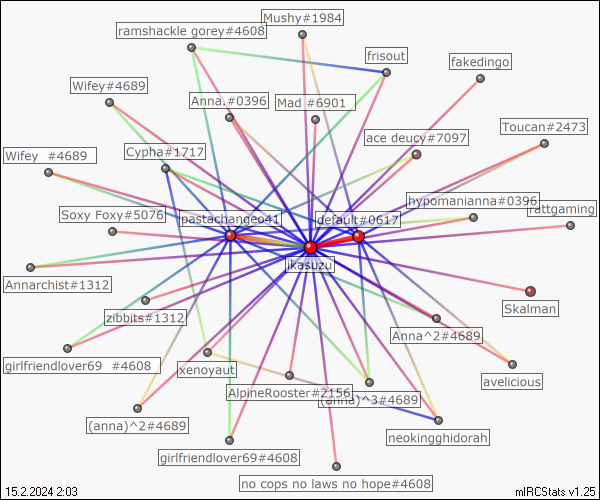 Mushy#1984
ramshackle gorey#4608
frisout
fakedingo
Wifey#4689
Anna.#0396
Mad #6901
Toucan#2473
ace deucy#7097
Wifey  #4689
Cypha#1717
hypomanianna#0396
rattgaming
Soxy Foxy#5076
pastachangeo41
default#0617
jkasuzu
Annarchist#1312
Skalman
zibbits#1312
Anna^2#4689
girlfriendlover69  #4608
xenoyaut
avelicious
AlpineRooster#2156
(anna)^3#4689
(anna)^2#4689
neokingghidorah
girlfriendlover69#4608
no cops no laws no hope#4608
15.2.2024 2:03
mIRCStats v1.25